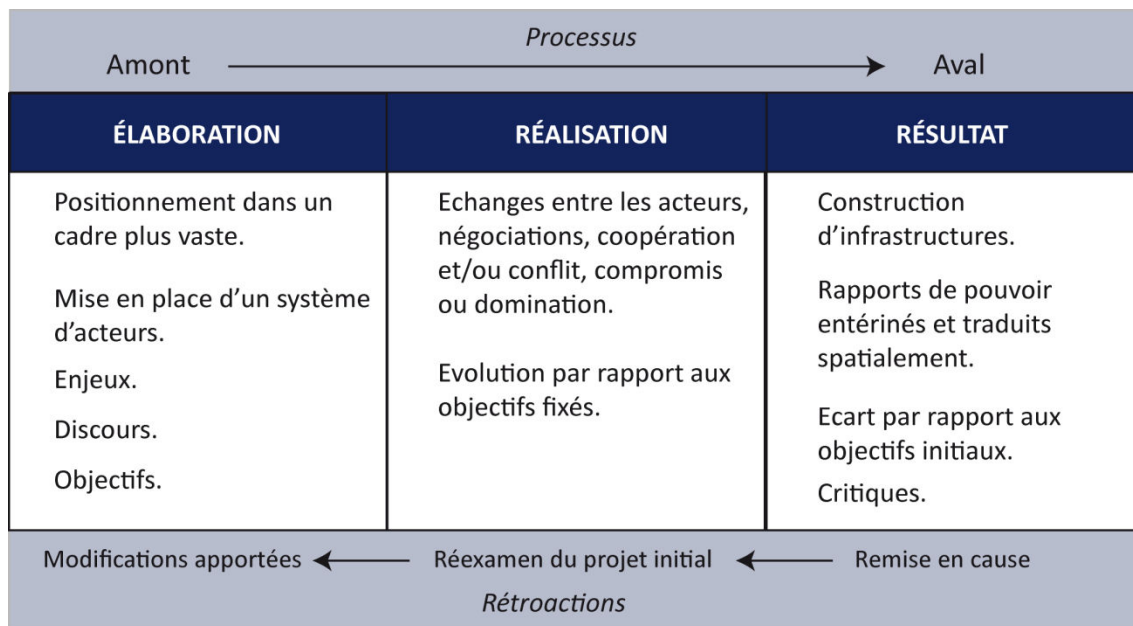 Processus
Amont
Aval
ÉLABORATION
RÉALISATION
RÉSULTAT
Positionnement dans un
cadre plus vaste.
Mise en place d’un système
d’acteurs.
Enjeux.
Discours.
Objectifs.
Echanges entre les acteurs,
négociations, coopération
et/ou conflit, compromis
ou domination.
Evolution par rapport aux
objectifs fixés.
Construction
d’infrastructures.
Rapports de pouvoir
entérinés et traduits
spatialement.
Ecart par rapport aux
objectifs initiaux.
Critiques.
Modifications apportées
Réexamen du projet initial
Remise en cause
Rétroactions